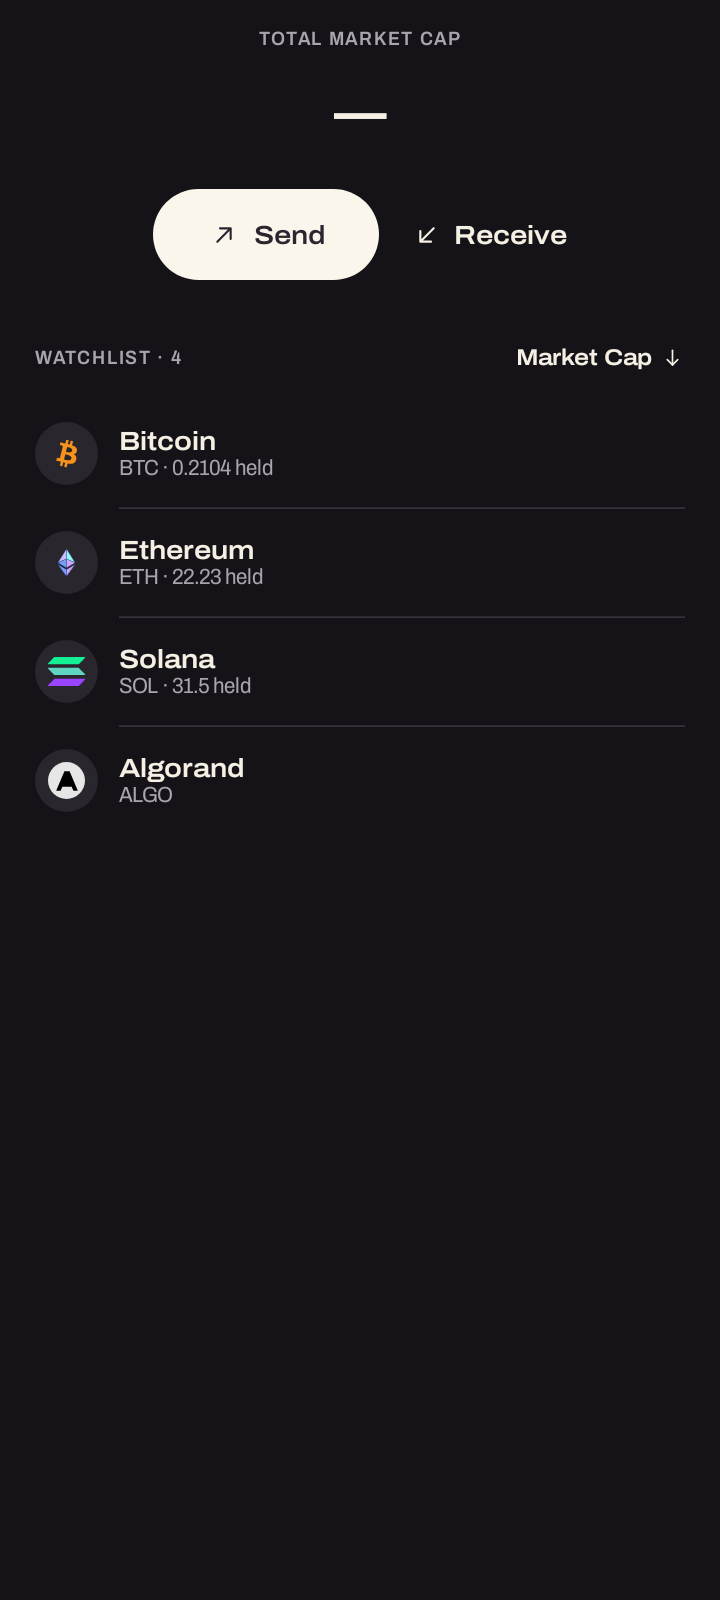 TOTAL MARKET CAP
—
Send
Receive
WATCHLIST · 4
Market Cap ↓
Bitcoin
BTC · 0.2104 held
Ethereum
ETH · 22.23 held
Solana
SOL · 31.5 held
Algorand
ALGO